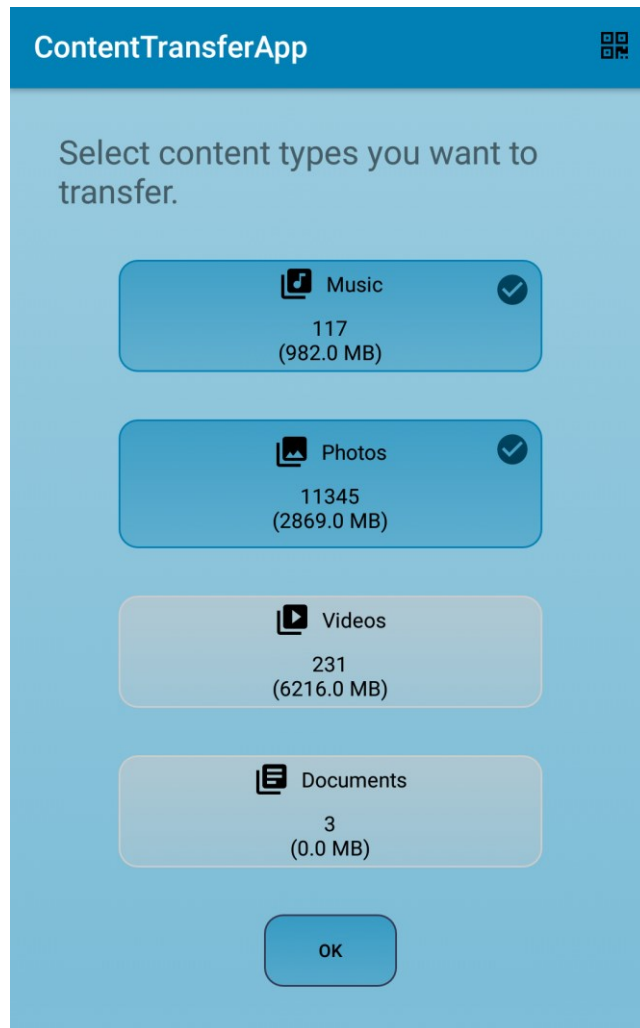 ContentTransferApp
Select content types you want to
transfer.
Music
117
(982.0 MB)
Photos
11345
(2869.0 MB)
Videos
231
(6216.0 MB)
Documents
3
(0.0 MB)
OK